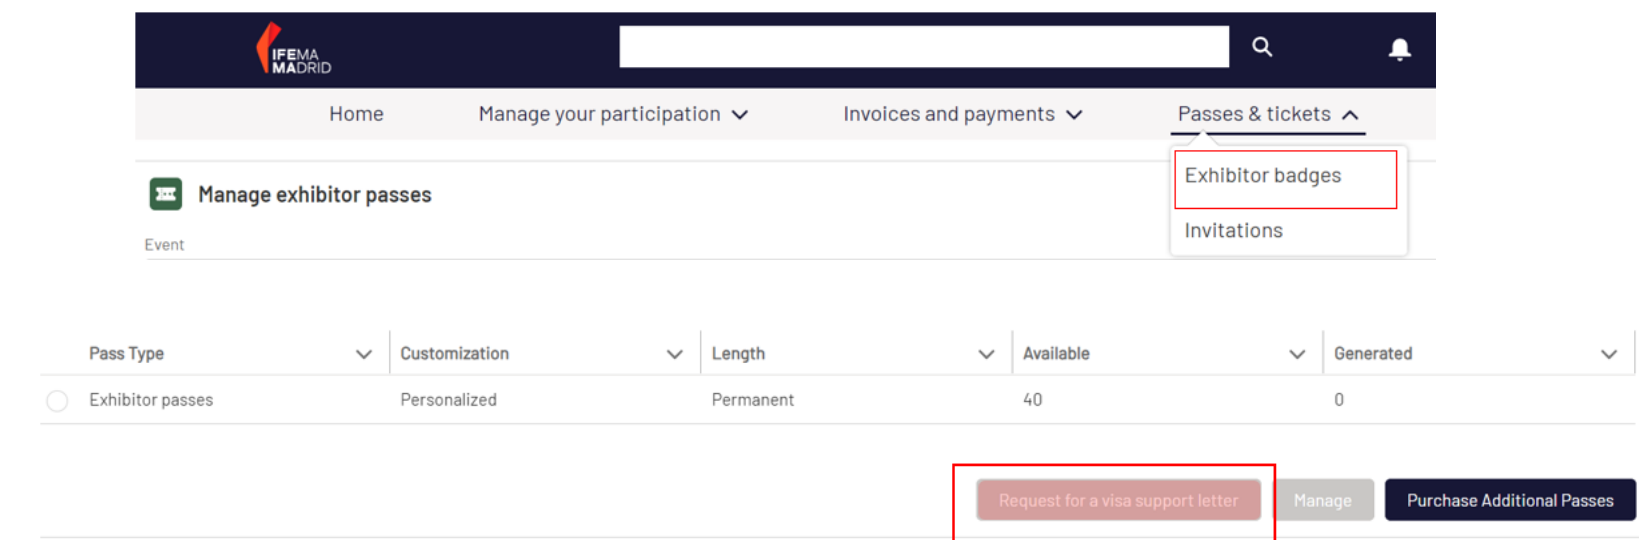 IFEMA
MADRID
Home Manage your participation Invoices and payments Passes & tickets
Exhibitor badges
Manage exhibitor passes
Invitations
Event
Pass Type Customization Length Available Generated
Exhibitor passes Personalized Permanent 40 0
Request for a visa support letter Manage Purchase Additional Passes